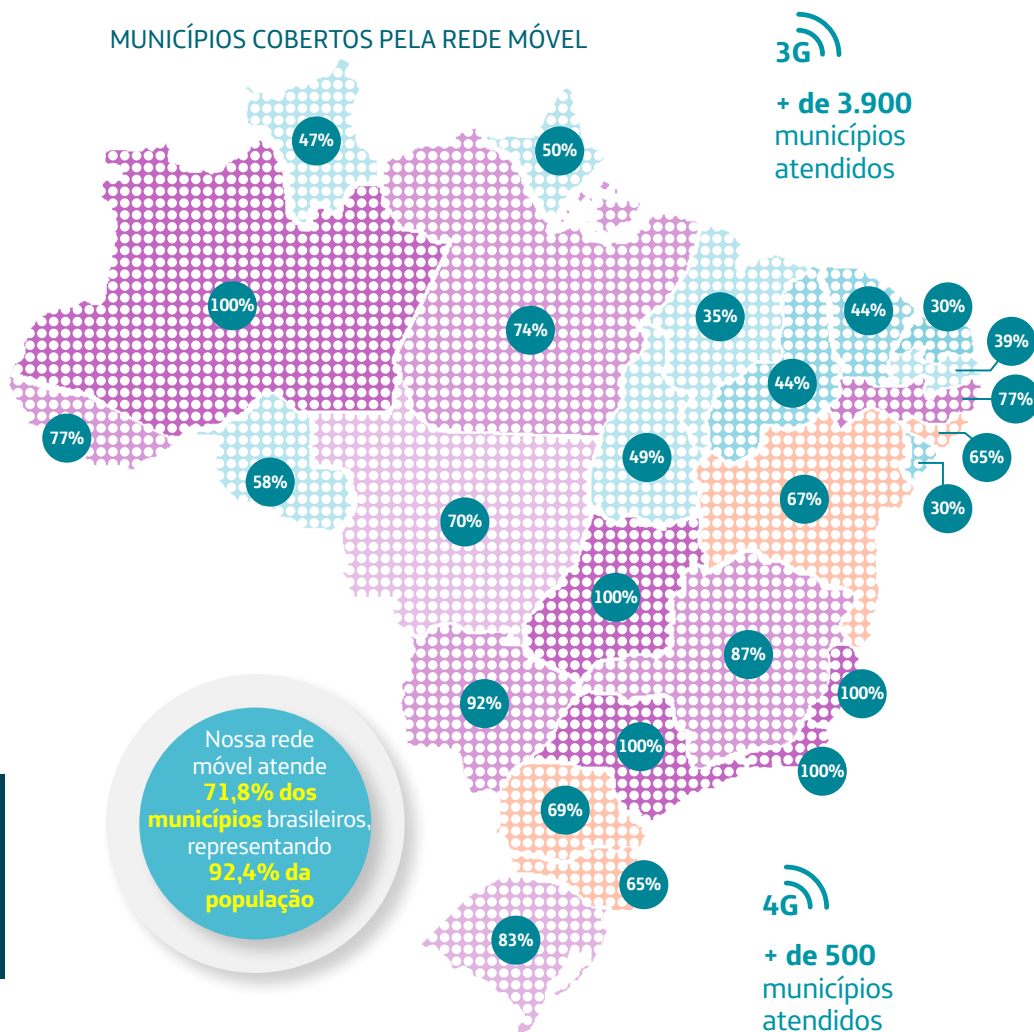 MUNICÍPIOS COBERTOS PELA REDE MÓVEL
3G
+ de 3.900
municípios
atendidos
47%
50%
100%
74%
35%
44%
30%
39%
44%
77%
77%
65%
58%
49%
30%
70%
67%
100%
87%
92%
100%
100%
100%
69%
65%
83%
Nossa rede
móvel atende
71,8% dos
municípios brasileiros,
representando
92,4% da
população
4G
+ de 500
municípios
atendidos